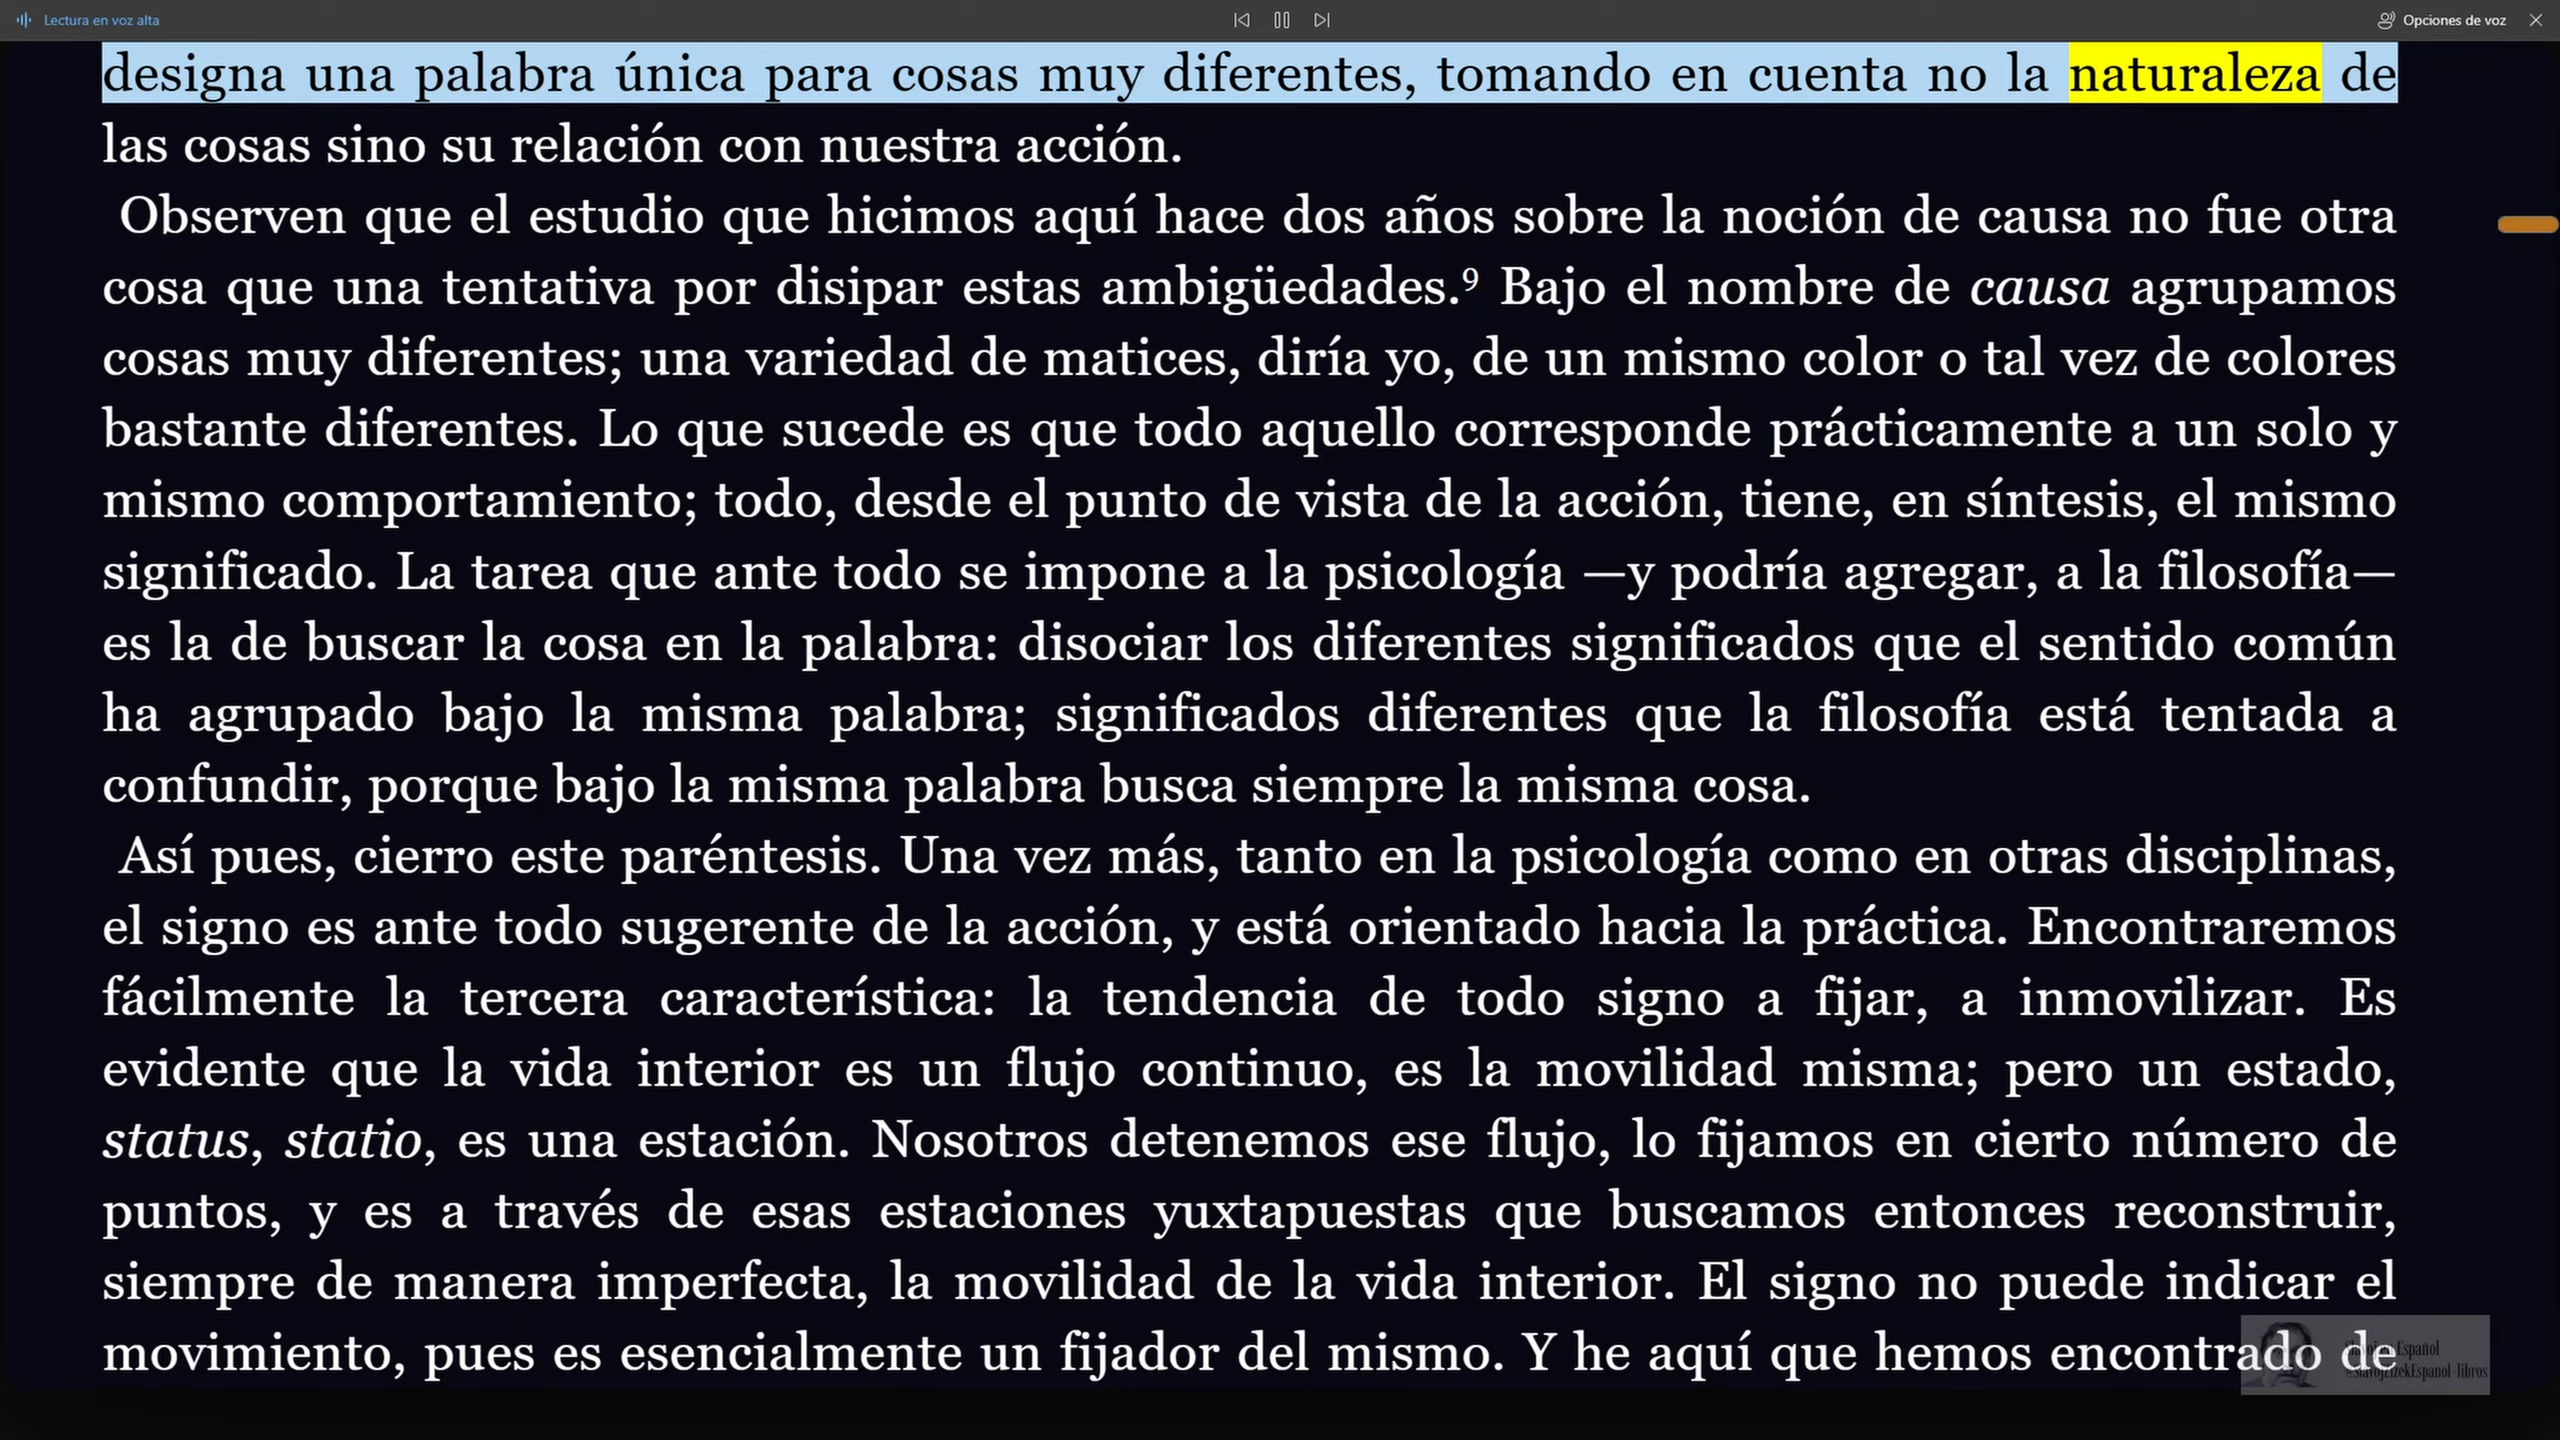 Lectura en voz alta
Opciones de voz
designa una palabra única para cosas muy diferentes, tomando en cuenta no la naturaleza de
las cosas sino su relación con nuestra acción.
Observen que el estudio que hicimos aquí hace dos años sobre la noción de causa no fue otra
cosa que una tentativa por disipar estas ambigüedades.⁹ Bajo el nombre de causa agrupamos
cosas muy diferentes; una variedad de matices, diría yo, de un mismo color o tal vez de colores
bastante diferentes. Lo que sucede es que todo aquello corresponde prácticamente a un solo y
mismo comportamiento; todo, desde el punto de vista de la acción, tiene, en síntesis, el mismo
significado. La tarea que ante todo se impone a la psicología —y podría agregar, a la filosofía—
es la de buscar la cosa en la palabra: disociar los diferentes significados que el sentido común
ha agrupado bajo la misma palabra; significados diferentes que la filosofía está tentada a
confundir, porque bajo la misma palabra busca siempre la misma cosa.
Así pues, cierro este paréntesis. Una vez más, tanto en la psicología como en otras disciplinas,
el signo es ante todo sugerente de la acción, y está orientado hacia la práctica. Encontraremos
fácilmente la tercera característica: la tendencia de todo signo a fijar, a inmovilizar. Es
evidente que la vida interior es un flujo continuo, es la movilidad misma; pero un estado,
status, statio, es una estación. Nosotros detenemos ese flujo, lo fijamos en cierto número de
puntos, y es a través de esas estaciones yuxtapuestas que buscamos entonces reconstruir,
siempre de manera imperfecta, la movilidad de la vida interior. El signo no puede indicar el
movimiento, pues es esencialmente un fijador del mismo. Y he aquí que hemos encontrado de
Español